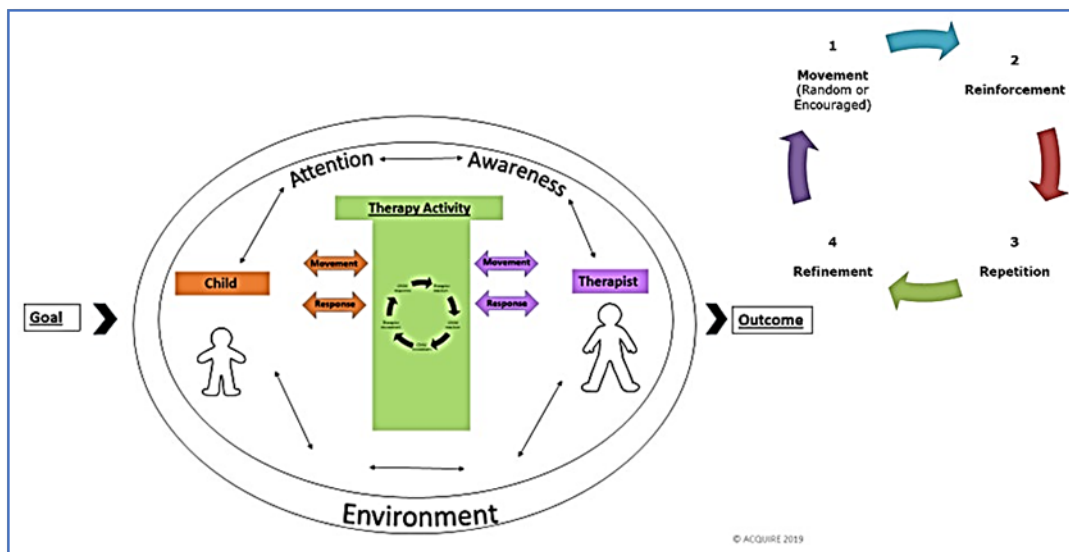 1
Movement
(Random or
Encouraged)
2
Reinforcement
4
Refinement
3
Repetition
Attention
Awareness
Therapy Activity
Movement
Movement
Child
Therapist
Response
Response
Goal
Outcome
Environment
© ACQUIRE 2019